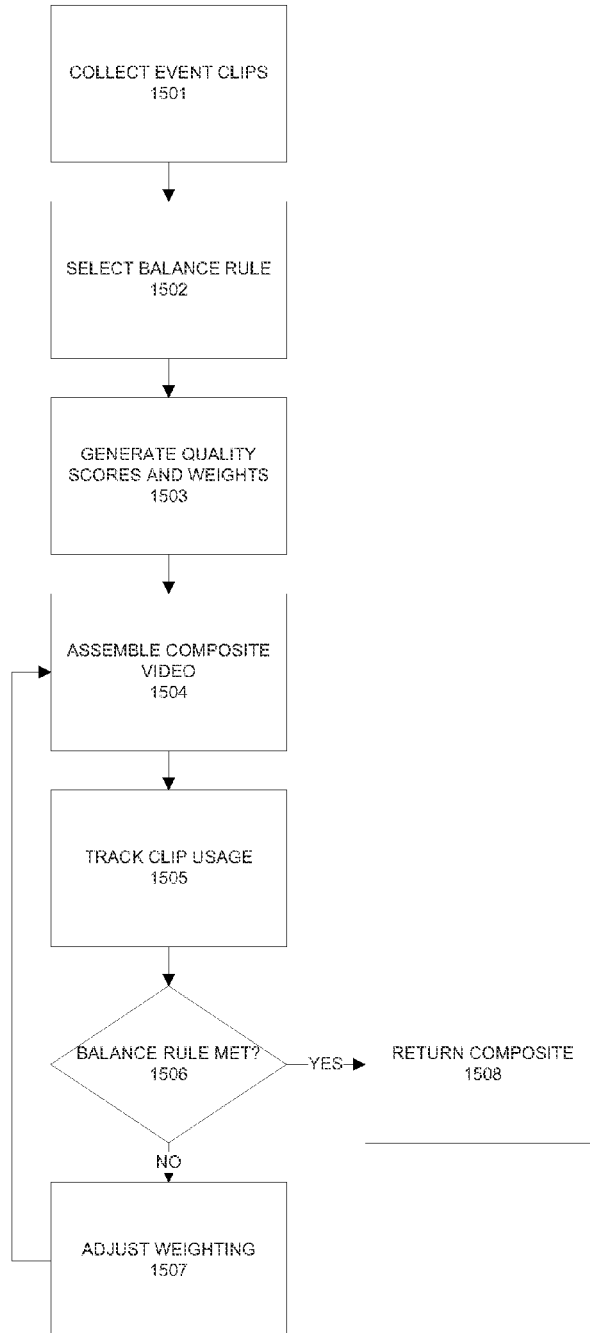 COLLECT EVENT CLIPS
1501
SELECT BALANCE RULE
1502
GENERATE QUALITY
SCORES AND WEIGHTS
1503
ASSEMBLE COMPOSITE
VIDEO
1504
TRACK CLIP USAGE
1505
BALANCE RULE MET?
1506
YES
RETURN COMPOSITE
1508
NO
ADJUST WEIGHTING
1507